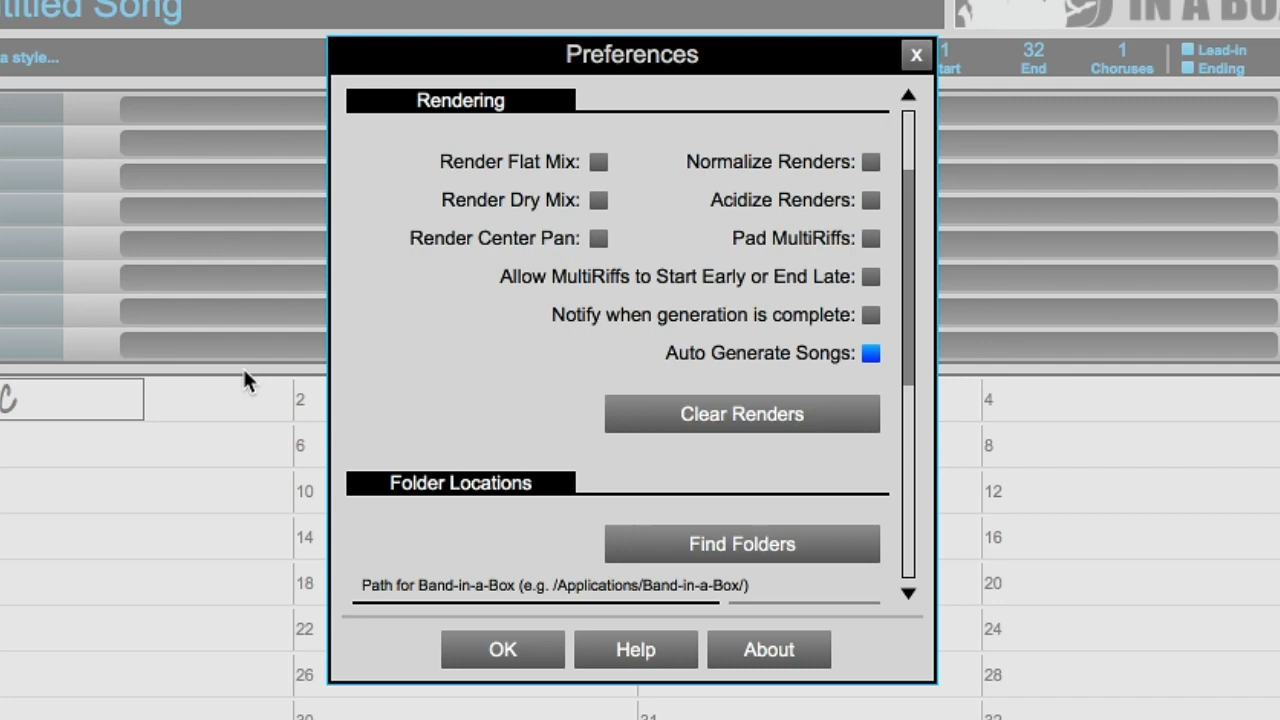 titled Song
IN A BO
Preferences
X
a style...
1
32
1
Lead-In
tart
End
Choruses
Ending
Rendering
Render Flat Mix:
Normalize Renders:
Render Dry Mix:
Acidize Renders:
Render Center Pan:
Pad MultiRiffs:
Allow MultiRiffs to Start Early or End Late:
Notify when generation is complete:
Auto Generate Songs:
C
2
4
Clear Renders
6
8
Folder Locations
10
12
14
Find Folders
16
18
Path for Band-in-a-Box (e.g. /Applications/Band-in-a-Box/)
20
22
24
OK
Help
About
26
28
30
31
32